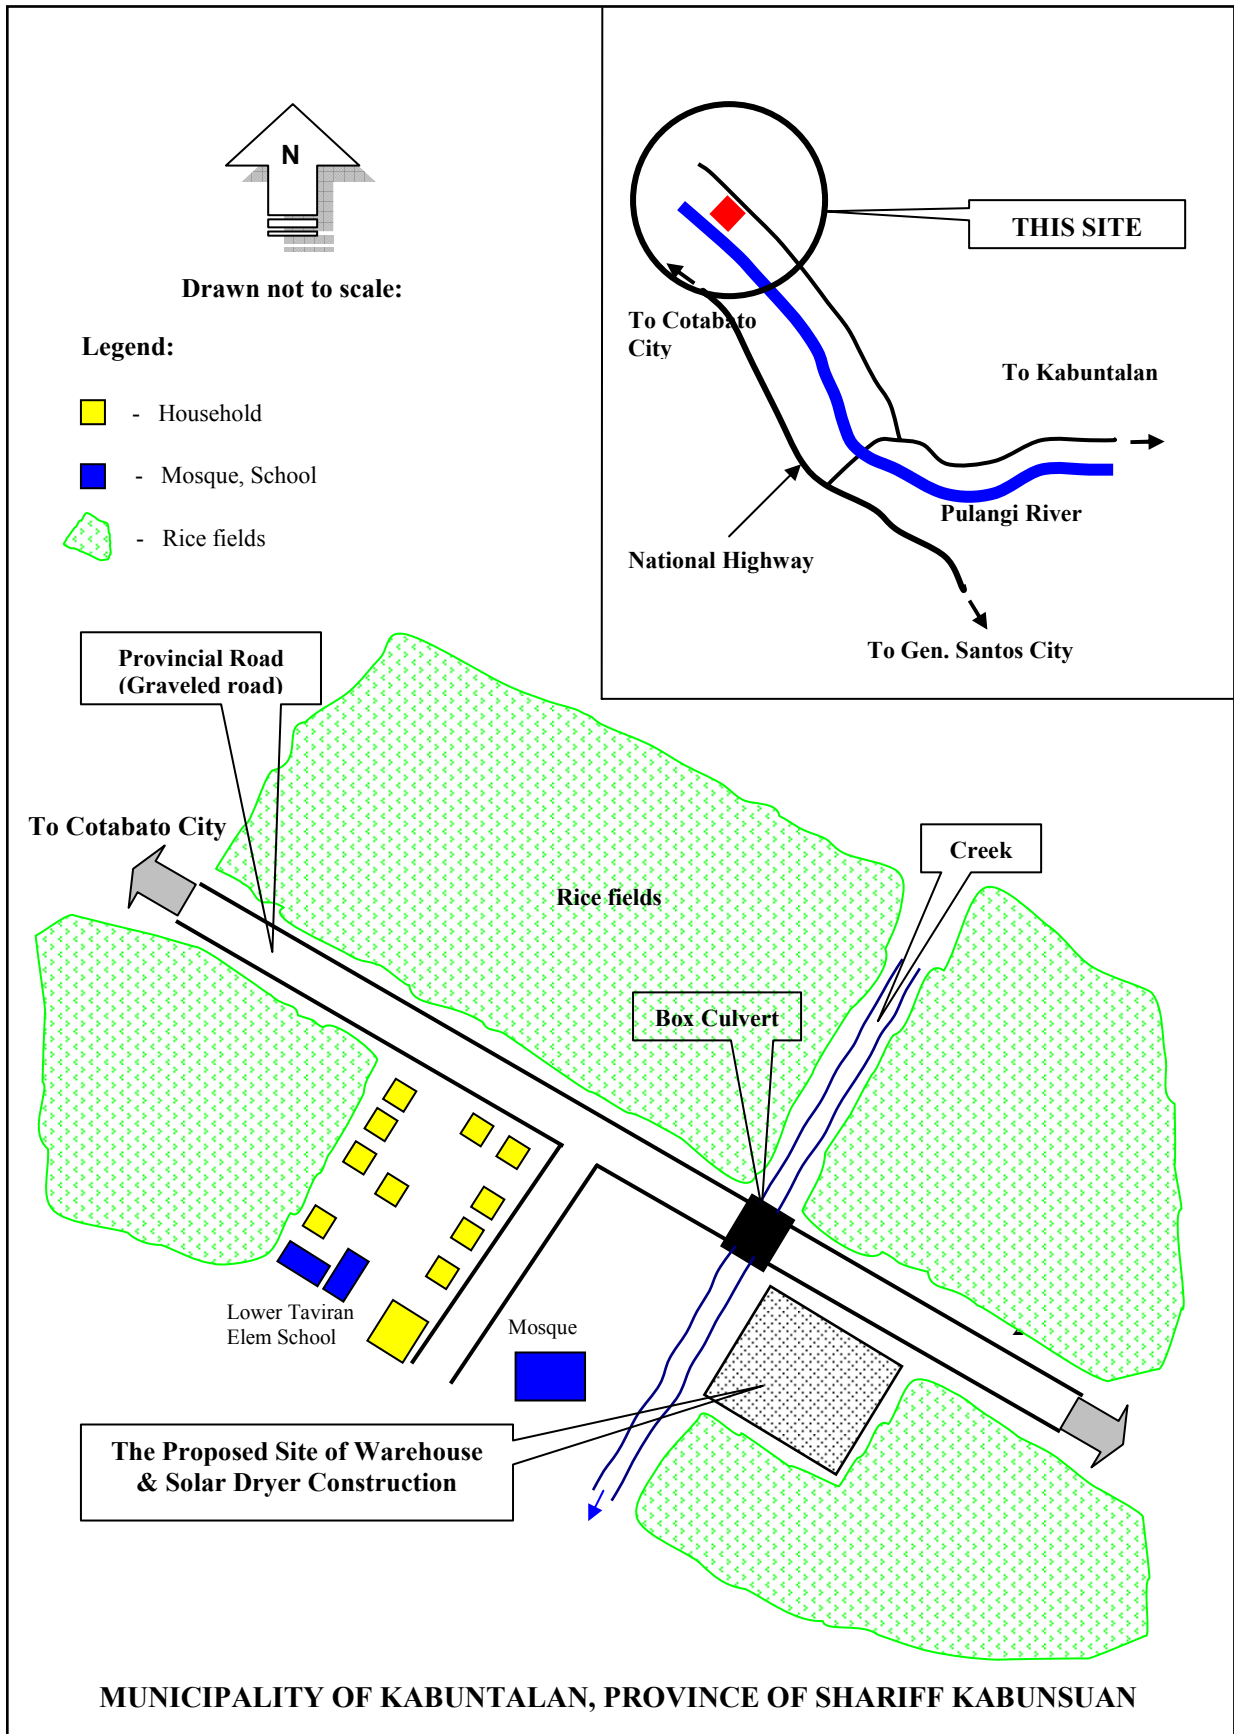 N
Drawn not to scale:
Legend:
- Household
- Mosque, School
- Rice fields
THIS SITE
To Cotabato
City
To Kabuntalan
Pulangi River
National Highway
To Gen. Santos City
Provincial Road
(Graveled road)
To Cotabato City
Creek
Rice fields
Box Culvert
Lower Taviran
Elem School
Mosque
The Proposed Site of Warehouse
& Solar Dryer Construction
MUNICIPALITY OF KABUNTALAN, PROVINCE OF SHARIFF KABUNSUAN